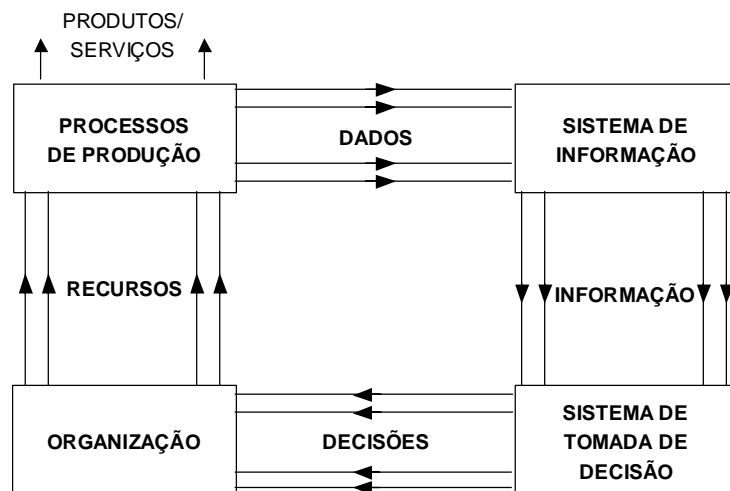 PRODUTOS/
SERVIÇOS
PROCESSOS
DE PRODUÇÃO
DADOS
SISTEMA DE
INFORMAÇÃO
RECURSOS
INFORMAÇÃO
ORGANIZAÇÃO
DECISÕES
SISTEMA DE
TOMADA DE
DECISÃO